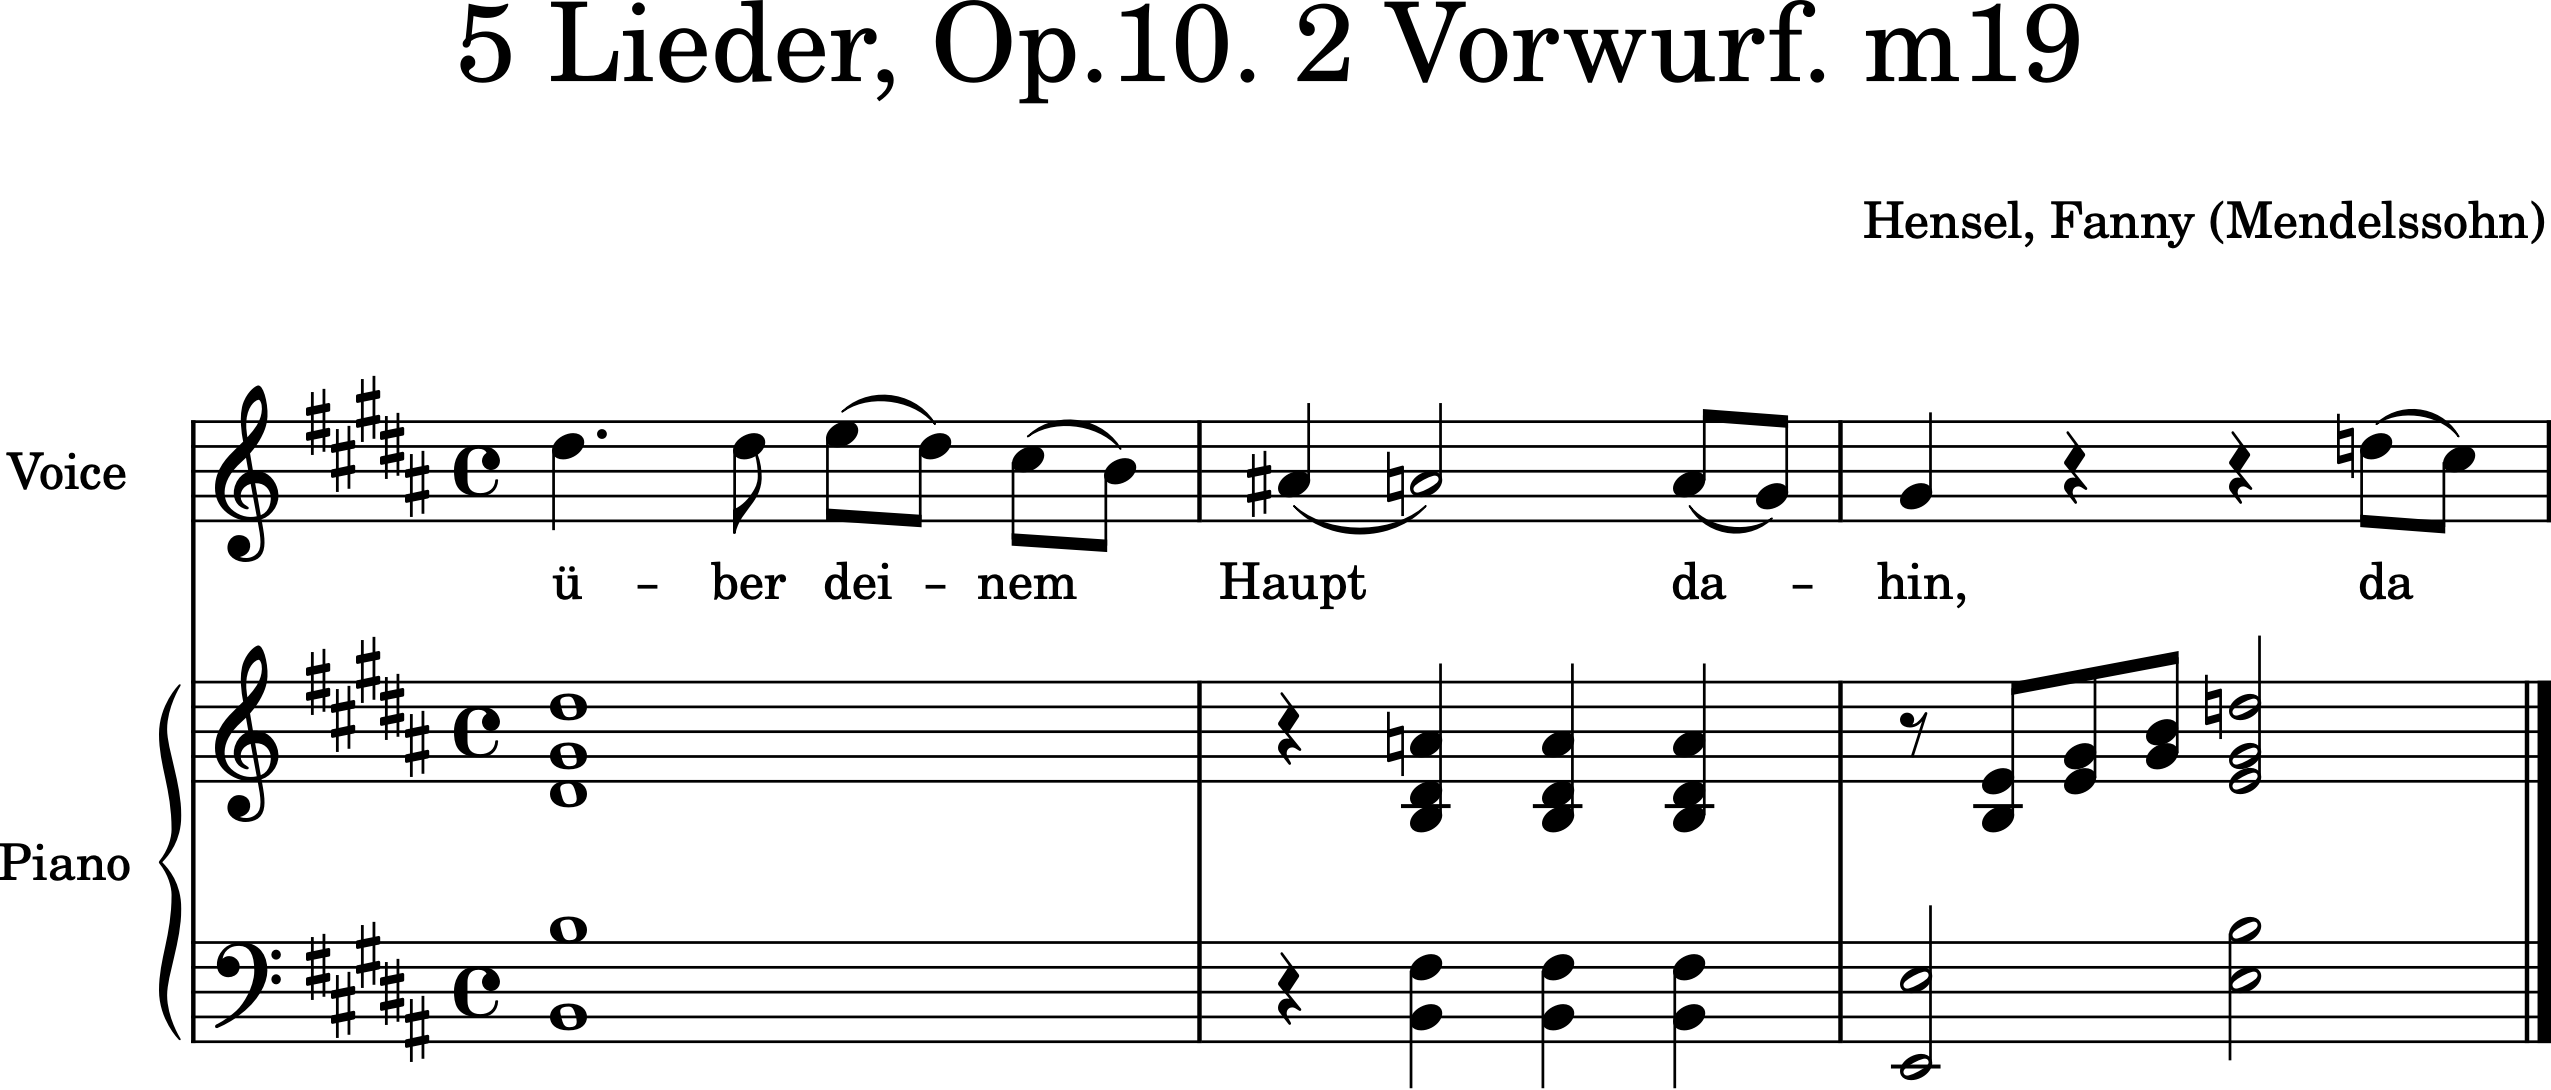 5 Lieder, Op.10. 2 Vorwurf. m19
Hensel, Fanny (Mendelssohn)
Voice
ü - ber dei - nem Haupt da - hin, da
Piano